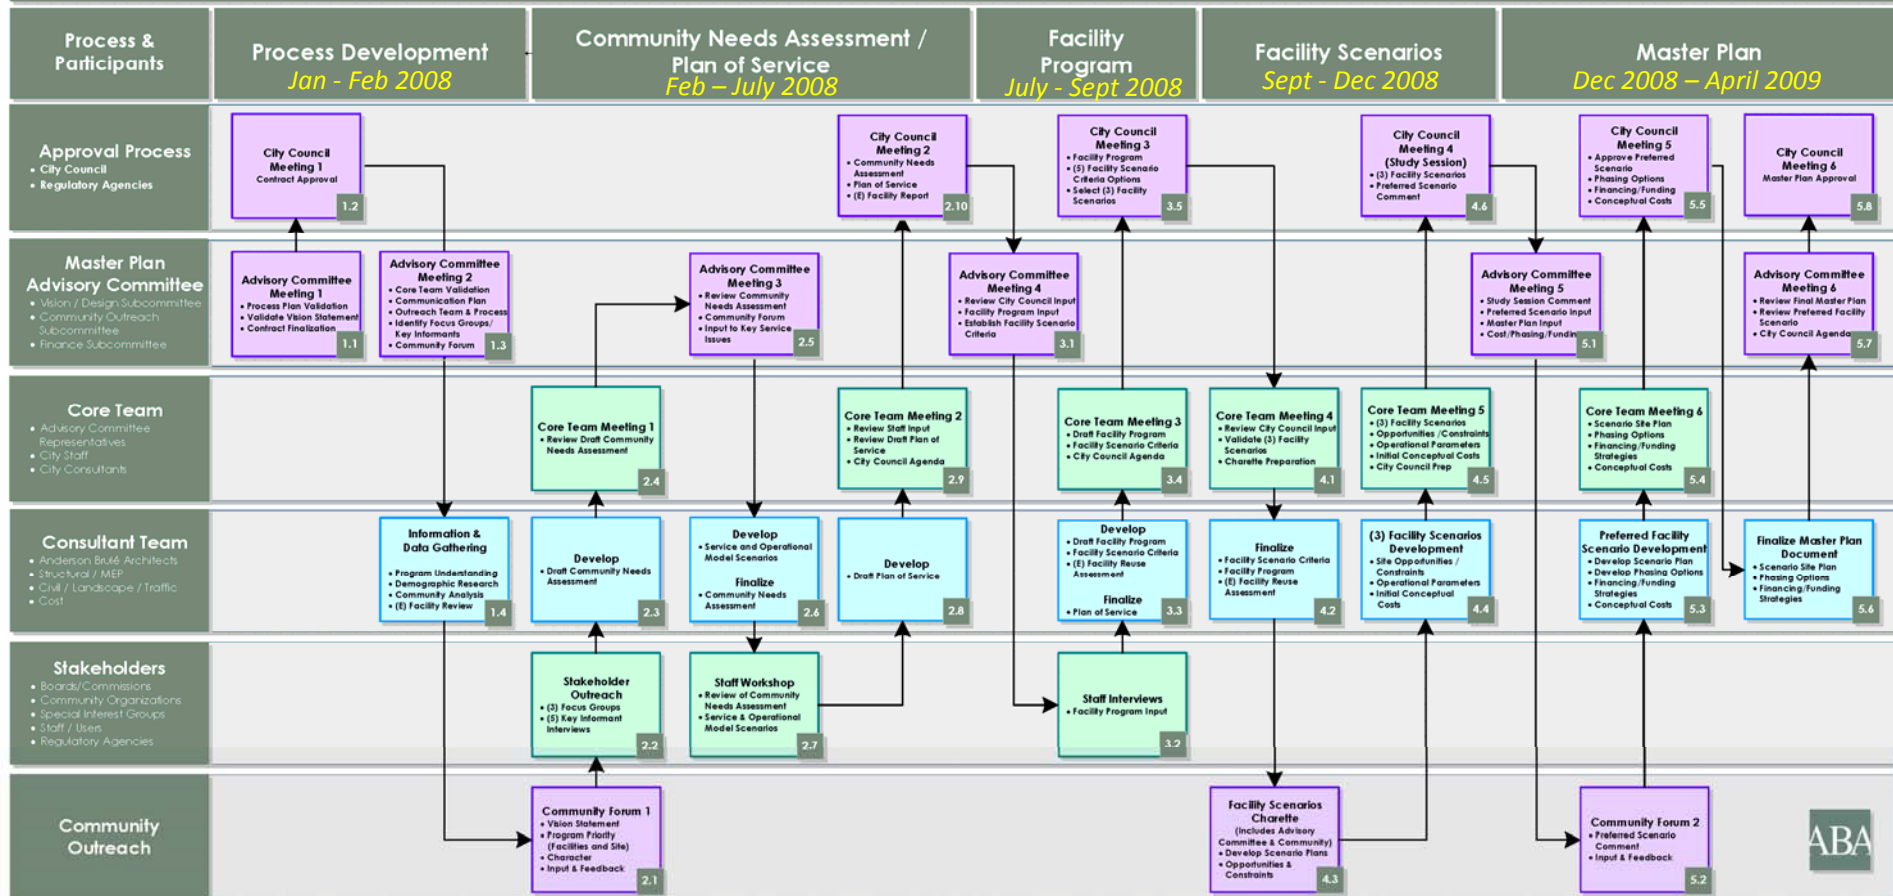 Process &
Participants
Process Development
Jan - Feb 2008
Community Needs Assessment /
Plan of Service
Feb – July 2008
Facility
Program
July - Sept 2008
Facility Scenarios
Sept - Dec 2008
Master Plan
Dec 2008 – April 2009
Approval Process
• City Council
• Regulatory Agencies
City Council
Meeting 1
Contract Approval
1.2
City Council
Meeting 2
• Community Needs
Assessment
• Plan of Service
• (E) Facility Report
2.10
City Council
Meeting 3
• Facility Program
• (5) Facility Scenario
Criteria Options
• Select (3) Facility
Scenarios
3.5
City Council
Meeting 4
(Study Session)
• (3) Facility Scenarios
• Preferred Scenario
Comment
4.6
City Council
Meeting 5
• Approve Preferred
Scenario
• Phasing Options
• Financing/Funding
• Conceptual Costs
5.5
City Council
Meeting 6
Master Plan Approval
5.8
Master Plan
Advisory Committee
• Vision / Design Subcommittee
• Community Outreach
Subcommittee
• Finance Subcommittee
Advisory Committee
Meeting 1
• Process Plan Validation
• Validate Vision Statement
• Contract Finalization
1.1
Advisory Committee
Meeting 2
• Core Team Validation
• Communication Plan
• Outreach Team & Process
• Identify Focus Groups/
Key Informants
• Community Forum
1.3
Advisory Committee
Meeting 3
• Review Community
Needs Assessment
• Community Forum
• Input to Key Service
Issues
2.5
Advisory Committee
Meeting 4
• Review City Council Input
• Facility Program Input
• Establish Facility Scenario
Criteria
3.1
Advisory Committee
Meeting 5
• Study Session Comment
• Preferred Scenario Input
• Master Plan Input
• Cost/Phasing/Funding
5.1
Advisory Committee
Meeting 6
• Review Final Master Plan
• Review Preferred Facility
Scenario
• City Council Agenda
5.7
Core Team
• Advisory Committee
Representatives
• City Staff
• City Consultants
Core Team Meeting 1
• Review Draft Community
Needs Assessment
2.4
Core Team Meeting 2
• Review Staff Input
• Review Draft Plan of
Service
• City Council Agenda
2.9
Core Team Meeting 3
• Draft Facility Program
• Facility Scenario Criteria
• City Council Agenda
3.4
Core Team Meeting 4
• Review City Council Input
• Validate (3) Facility
Scenarios
• Charette Preparation
4.1
Core Team Meeting 5
• (3) Facility Scenarios
• Opportunities /Constraints
• Operational Parameters
• Initial Conceptual Costs
• City Council Prep
4.5
Core Team Meeting 6
• Scenario Site Plan
• Phasing Options
• Financing/Funding
Strategies
• Conceptual Costs
5.4
Consultant Team
• Anderson Brulé Architects
• Structural / MEP
• Civil / Landscape / Traffic
• Cost
Information &
Data Gathering
• Program Understanding
• Demographic Research
• Community Analysis
• (E) Facility Review
1.4
Develop
• Draft Community Needs
Assessment
2.3
Develop
• Service and Operational
Model Scenarios
Finalize
• Community Needs
Assessment
2.6
Develop
• Draft Plan of Service
2.8
Develop
• Draft Facility Program
• Facility Scenario Criteria
• (E) Facility Reuse
Assessment
Finalize
• Plan of Service
3.3
Finalize
• Facility Scenario Criteria
• Facility Program
• (E) Facility Reuse
Assessment
4.2
(3) Facility Scenarios
Development
• Site Opportunities /
Constraints
• Operational Parameters
• Initial Conceptual
Costs
4.4
Preferred Facility
Scenario Development
• Develop Scenario Plan
• Develop Phasing Options
• Financing/Funding
Strategies
• Conceptual Costs
5.3
Finalize Master Plan
Document
• Scenario Site Plan
• Phasing Options
• Financing/Funding
Strategies
5.6
Stakeholders
• Boards/Commissions
• Community Organizations
• Special Interest Groups
• Staff / Users
• Regulatory Agencies
Stakeholder
Outreach
• (3) Focus Groups
• (5) Key Informant
Interviews
2.2
Staff Workshop
• Review of Community
Needs Assessment
• Service & Operational
Model Scenarios
2.7
Staff Interviews
• Facility Program Input
3.2
Community
Outreach
Community Forum 1
• Vision Statement
• Program Priority
(Facilities and Site)
• Character
• Input & Feedback
2.1
Facility Scenarios
Charette
(Includes Advisory
Committee & Community)
• Develop Scenario Plans
• Opportunities &
Constraints
4.3
Community Forum 2
• Preferred Scenario
Comment
• Input & Feedback
5.2
ABA